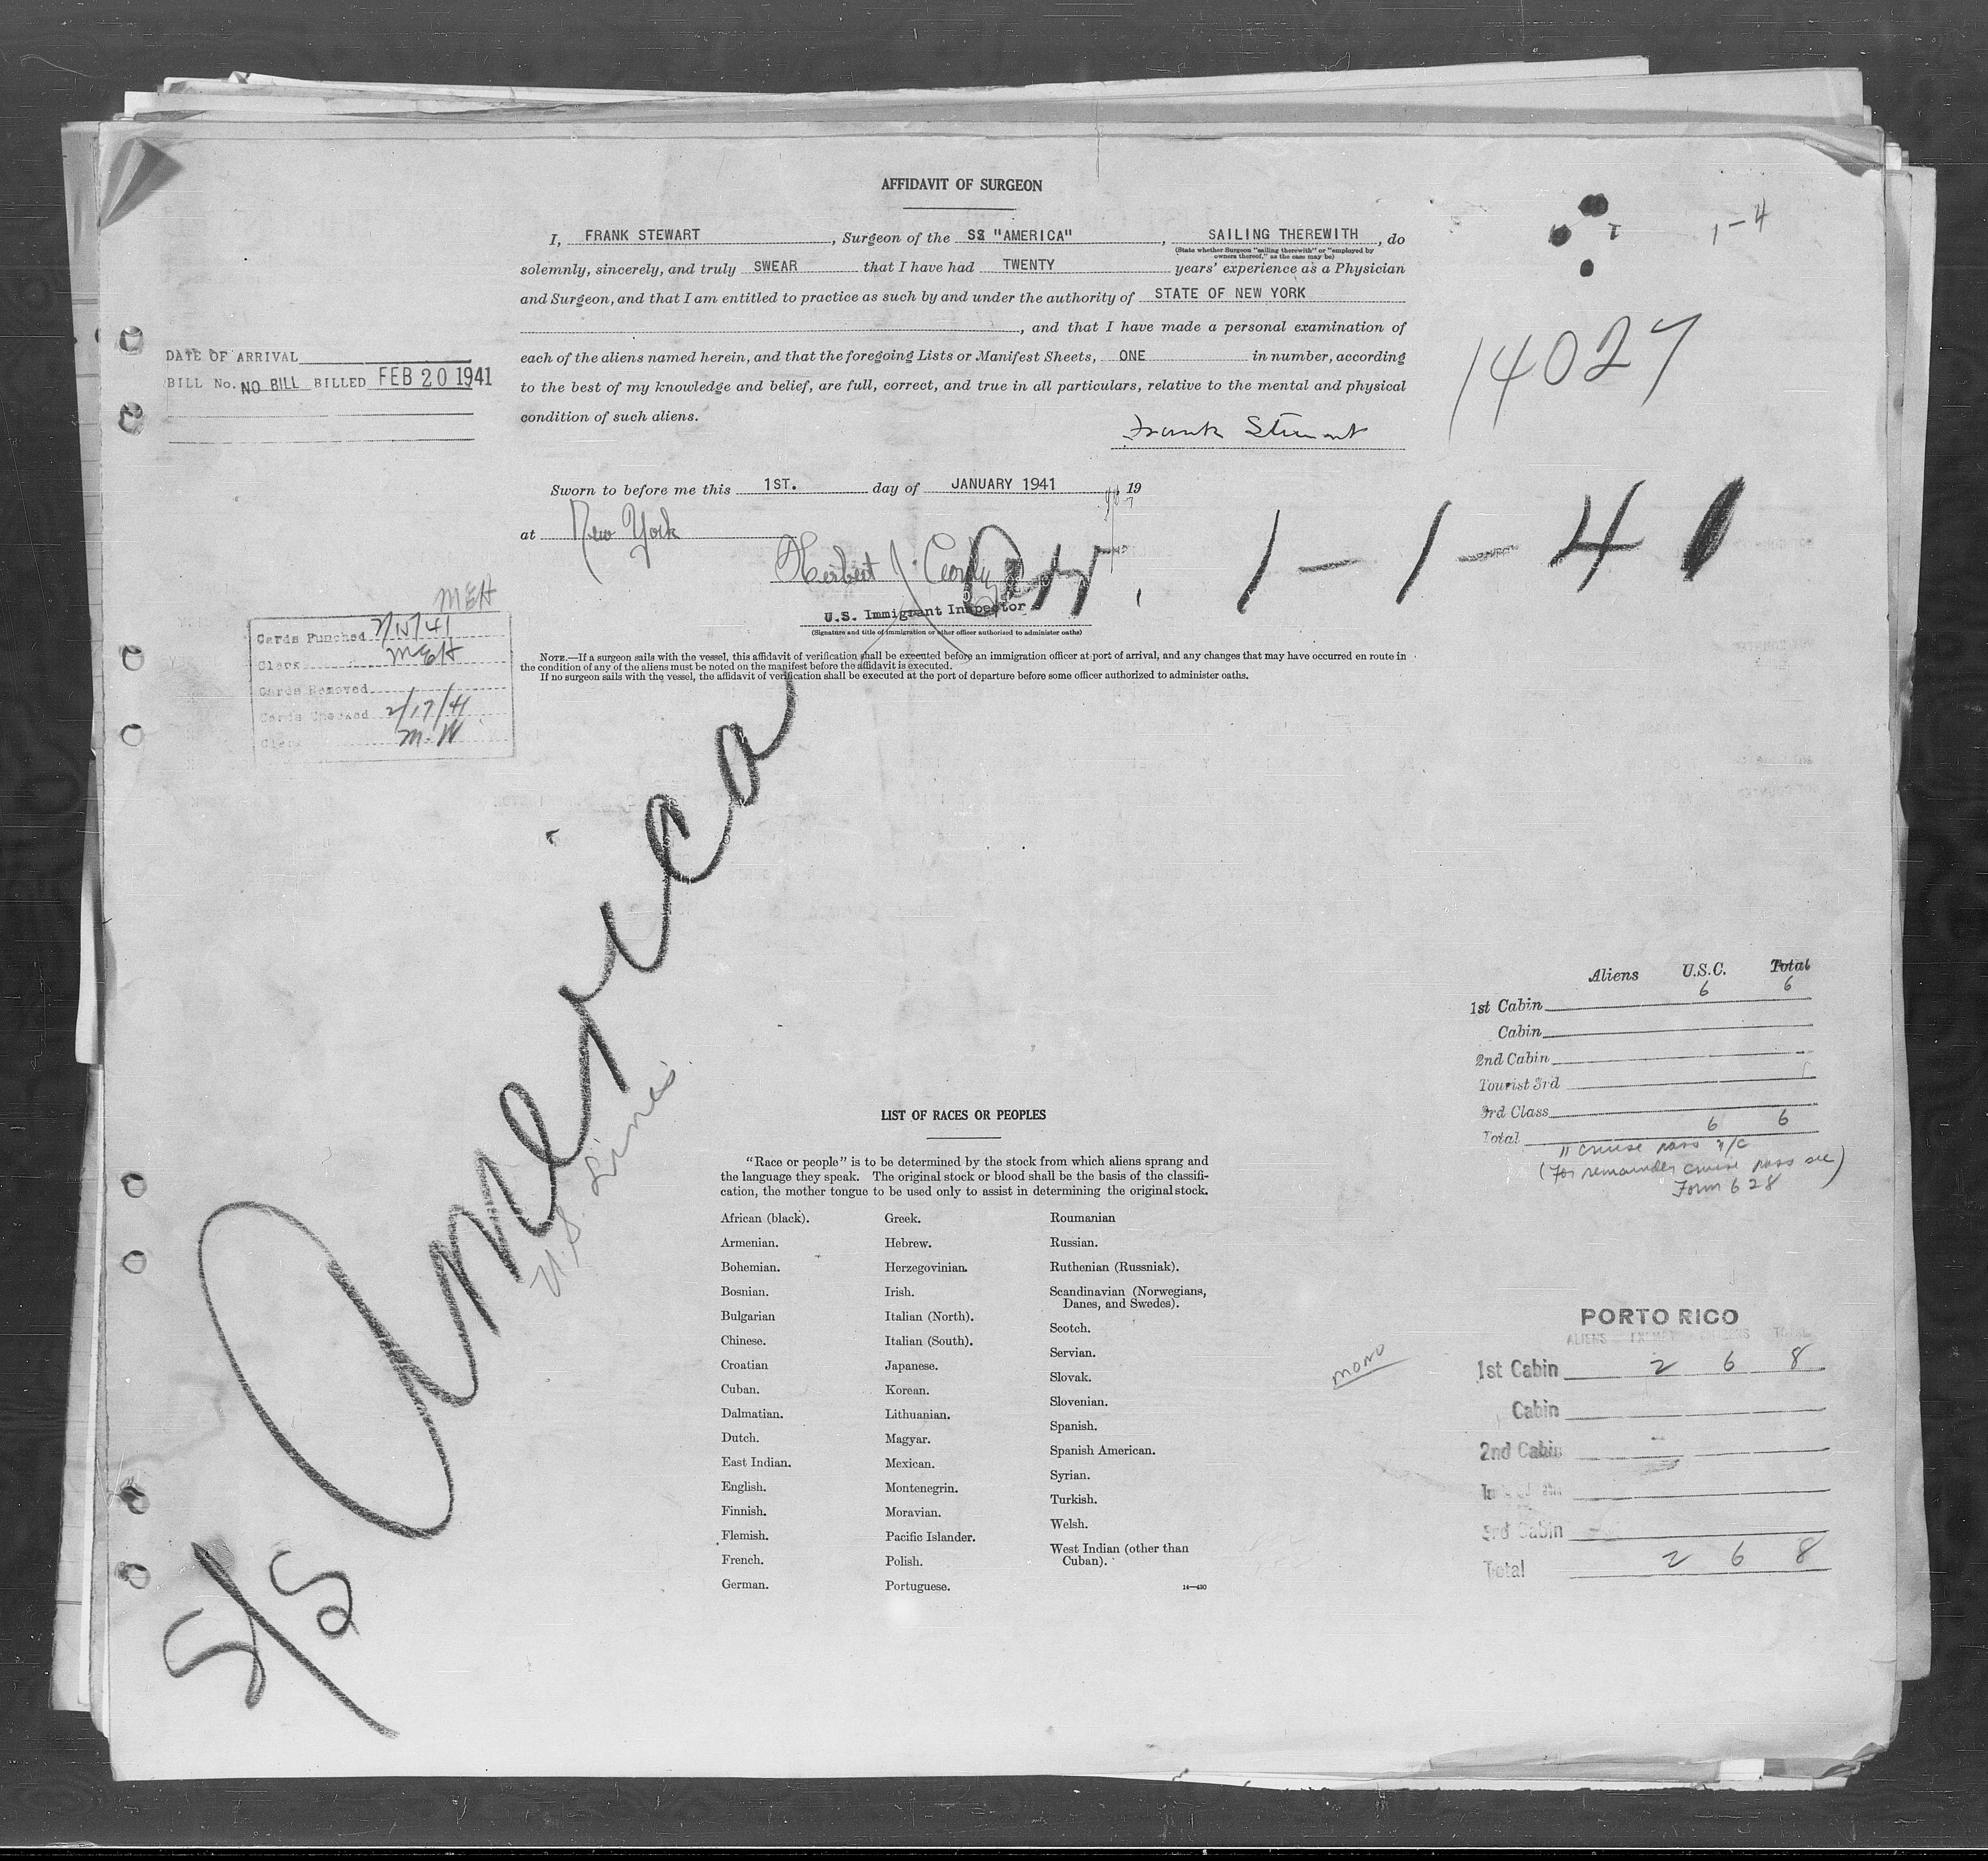 AFFIDAVIT OF SURGEON
I, FRANK STEWART, Surgeon of the SS "AMERICA", SAILING THEREWITH, do
(State whether Surgeon "sailing therewith" or "employed by
owners thereof," as the case may be)
solemnly, sincerely, and truly SWEAR that I have had TWENTY years' experience as a Physician
and Surgeon, and that I am entitled to practice as such by and under the authority of STATE OF NEW YORK
, and that I have made a personal examination of
each of the aliens named herein, and that the foregoing Lists or Manifest Sheets, ONE in number, according
to the best of my knowledge and belief, are full, correct, and true in all particulars, relative to the mental and physical
condition of such aliens.
Frank Stewart
Sworn to before me this 1ST. day of JANUARY 1941, 19
at New York
Herbert J.
U.S. Immigrant Inspector
(Signature and title of immigration or other officer authorized to administer oaths)
NOTE.—If a surgeon sails with the vessel, this affidavit of verification shall be executed before an immigration officer at port of arrival, and any changes that may have occurred en route in
the condition of any of the aliens must be noted on the manifest before the affidavit is executed.
If no surgeon sails with the vessel, the affidavit of verification shall be executed at the port of departure before some officer authorized to administer oaths.
1-4
14027
Arr. 1-1-41
DATE OF ARRIVAL
BILL No. NO BILL BILLED FEB 20 1941
MEH
Cards Punched 2/15/41
Clerk MEH
Cards Removed
Cards Checked 2/17/41
Clerk M.W.
S/S America
U.S. Lines
Aliens U.S.C. Total
1st Cabin 6 6
Cabin
2nd Cabin
Tourist 3rd
3rd Class
Total 6 6
11 cruise pass
(For remainder cruise pass see)
Form 628
LIST OF RACES OR PEOPLES
"Race or people" is to be determined by the stock from which aliens sprang and
the language they speak. The original stock or blood shall be the basis of the classifi-
cation, the mother tongue to be used only to assist in determining the original stock.
African (black).
Armenian.
Bohemian.
Bosnian.
Bulgarian
Chinese.
Croatian
Cuban.
Dalmatian.
Dutch.
East Indian.
English.
Finnish.
Flemish.
French.
German.
Greek.
Hebrew.
Herzegovinian.
Irish.
Italian (North).
Italian (South).
Japanese.
Korean.
Lithuanian.
Magyar.
Mexican.
Montenegrin.
Moravian.
Pacific Islander.
Polish.
Portuguese.
Roumanian
Russian.
Ruthenian (Russniak).
Scandinavian (Norwegians,
Danes, and Swedes).
Scotch.
Servian.
Slovak.
Slovenian.
Spanish.
Spanish American.
Syrian.
Turkish.
Welsh.
West Indian (other than
Cuban).
14—430
mono
PORTO RICO
ALIENS EXEMPT CITIZENS TOTAL
1st Cabin 2 6 8
Cabin
2nd Cabin
3rd Cabin
Total 2 6 8